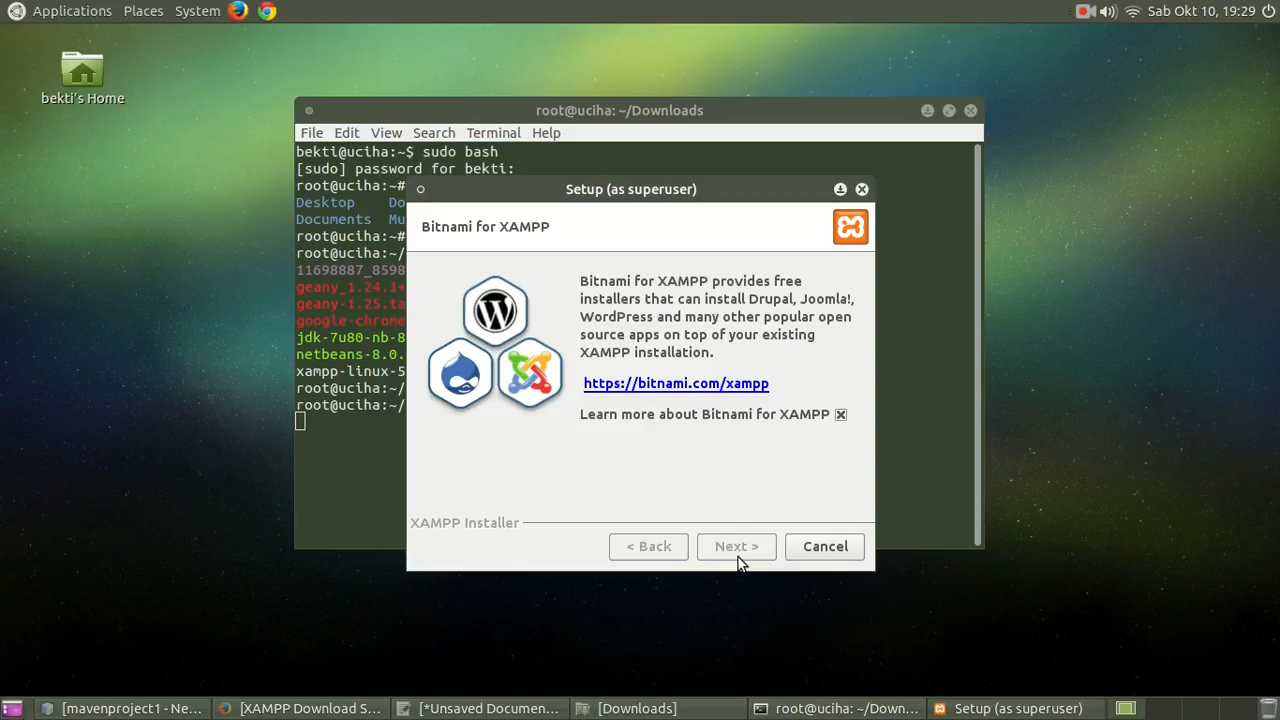 Applications Places System Sab Okt 10, 19:29
bekti's Home
root@uciha: ~/Downloads
File Edit View Search Terminal Help
bekti@uciha:~$ sudo bash
[sudo] password for bekti:
root@uciha:~#
Desktop Do
Documents Mu
root@uciha:~#
root@uciha:~/
11698887_8598
geany_1.24.1+
geany-1.25.ta
google-chrome
jdk-7u80-nb-8
netbeans-8.0.
xampp-linux-5
root@uciha:~/
root@uciha:~/
Setup (as superuser)
Bitnami for XAMPP
Bitnami for XAMPP provides free
installers that can install Drupal, Joomla!,
WordPress and many other popular open
source apps on top of your existing
XAMPP installation.
https://bitnami.com/xampp
Learn more about Bitnami for XAMPP
XAMPP Installer
< Back Next > Cancel
[mavenproject1 - Ne... [XAMPP Download S... [*Unsaved Documen... [Downloads] root@uciha: ~/Down... Setup (as superuser)